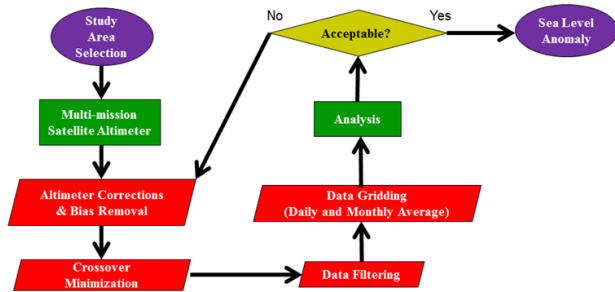 Study
Area
Selection
Multi-mission
Satellite Altimeter
Altimeter Corrections
& Bias Removal
Crossover
Minimization
Data Filtering
Data Gridding
(Daily and Monthly Average)
Analysis
Acceptable?
No
Yes
Sea Level
Anomaly